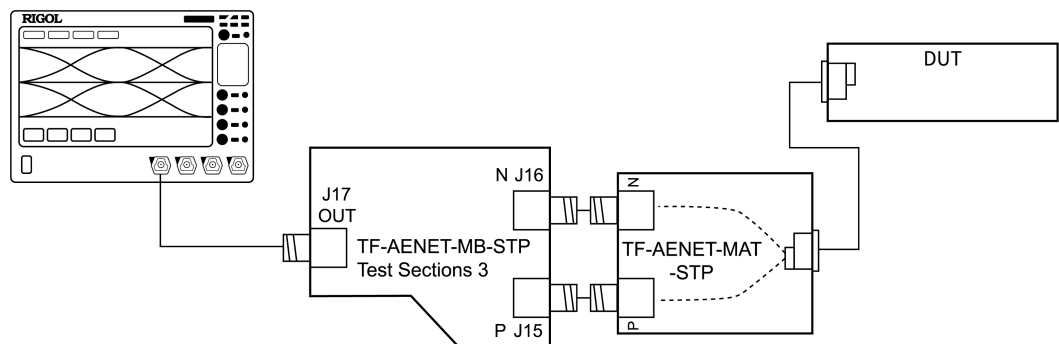 RIGOL
DUT
N J16
J17
OUT
TF-AENET-MB-STP
Test Sections 3
P J15
N
TF-AENET-MAT
-STP
P